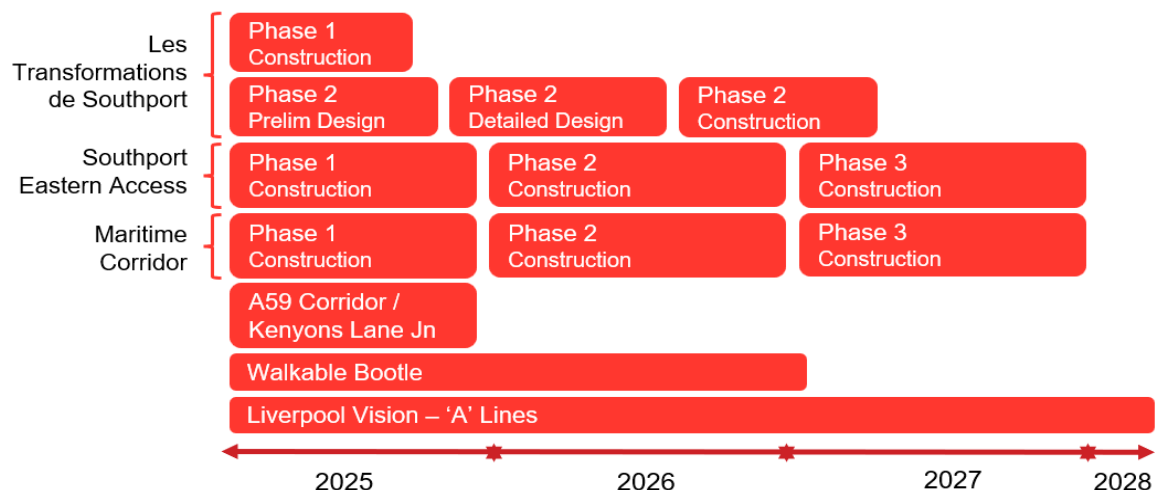 Les
Transformations
de Southport
Phase 1
Construction
Phase 2
Prelim Design
Phase 2
Detailed Design
Phase 2
Construction
Southport
Eastern Access
Phase 1
Construction
Phase 2
Construction
Phase 3
Construction
Maritime
Corridor
Phase 1
Construction
Phase 2
Construction
Phase 3
Construction
A59 Corridor /
Kenyons Lane Jn
Walkable Bootle
Liverpool Vision – ‘A’ Lines
2025
2026
2027
2028